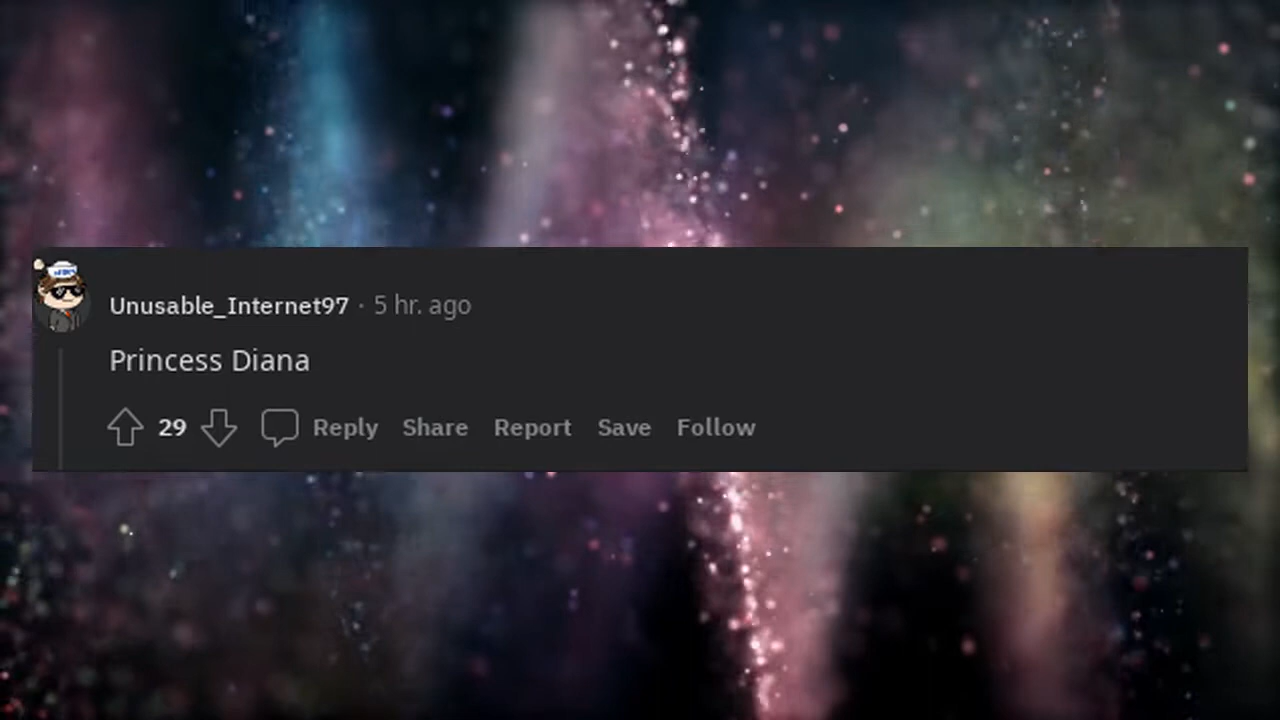 Unusable_Internet97 · 5 hr. ago
Princess Diana
29 Reply Share Report Save Follow